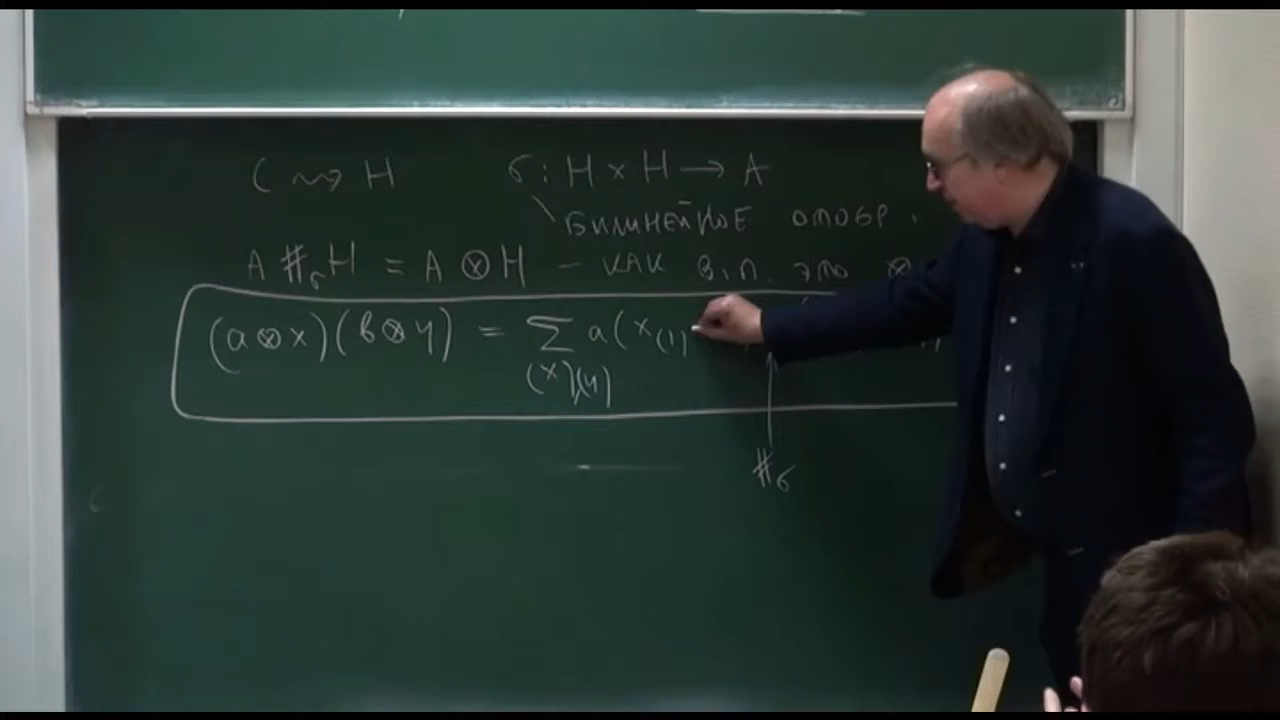 C ⇝ H    σ : H × H → A
БИЛИНЕЙНОЕ ОТОБР.
A #σ H = A ⊗ H – КАК В.П. ЭТО ⊗
(a ⊗ x)(b ⊗ y) = ∑ a(x(1)
(x),(y)
#σ